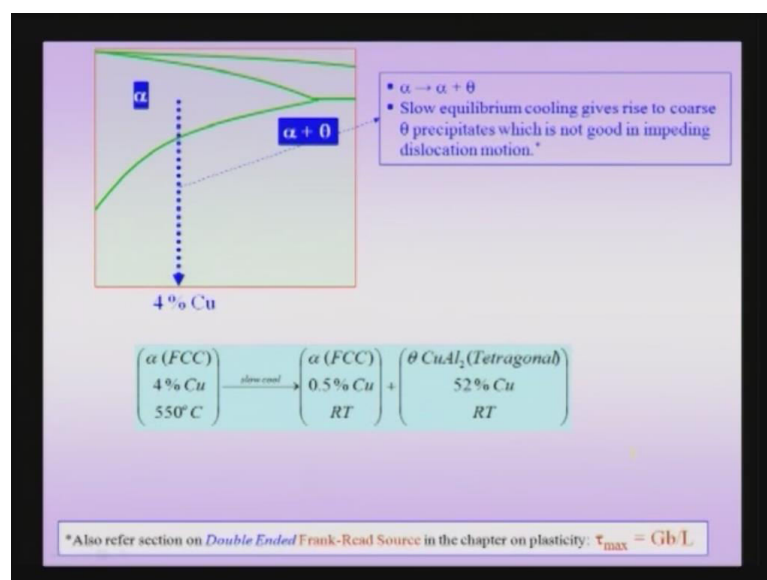 α
α + θ
4 % Cu
▪ α → α + θ
▪ Slow equilibrium cooling gives rise to coarse
θ precipitates which is not good in impeding
dislocation motion.*
α (FCC) α (FCC) θ CuAl₂ (Tetragonal)
4% Cu slow cool → 0.5% Cu + 52% Cu
550° C RT RT
*Also refer section on Double Ended Frank-Read Source in the chapter on plasticity: τmax = Gb/L